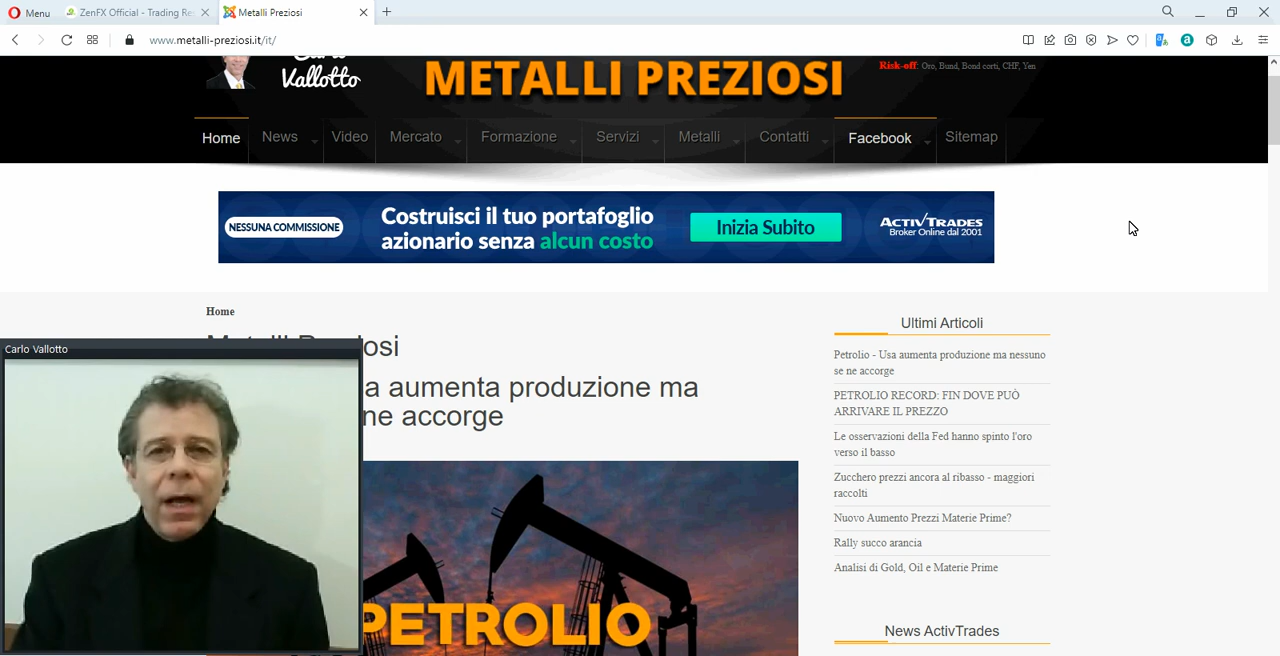 Menu
ZenFX Official - Trading Re
Metalli Preziosi
www.metalli-preziosi.it/it/
Carlo
Vallotto
METALLI PREZIOSI
Risk-off: Oro, Bund, Bond corti, CHF, Yen
Home
News
Video
Mercato
Formazione
Servizi
Metalli
Contatti
Facebook
Sitemap
NESSUNA COMMISSIONE
Costruisci il tuo portafoglio
azionario senza alcun costo
Inizia Subito
ACTIVTRADES
Broker Online dal 2001
Home
Metalli Preziosi
a aumenta produzione ma
ne accorge
Carlo Vallotto
PETROLIO
Ultimi Articoli
Petrolio - Usa aumenta produzione ma nessuno
se ne accorge
PETROLIO RECORD: FIN DOVE PUÒ
ARRIVARE IL PREZZO
Le osservazioni della Fed hanno spinto l'oro
verso il basso
Zucchero prezzi ancora al ribasso - maggiori
raccolti
Nuovo Aumento Prezzi Materie Prime?
Rally succo arancia
Analisi di Gold, Oil e Materie Prime
News ActivTrades